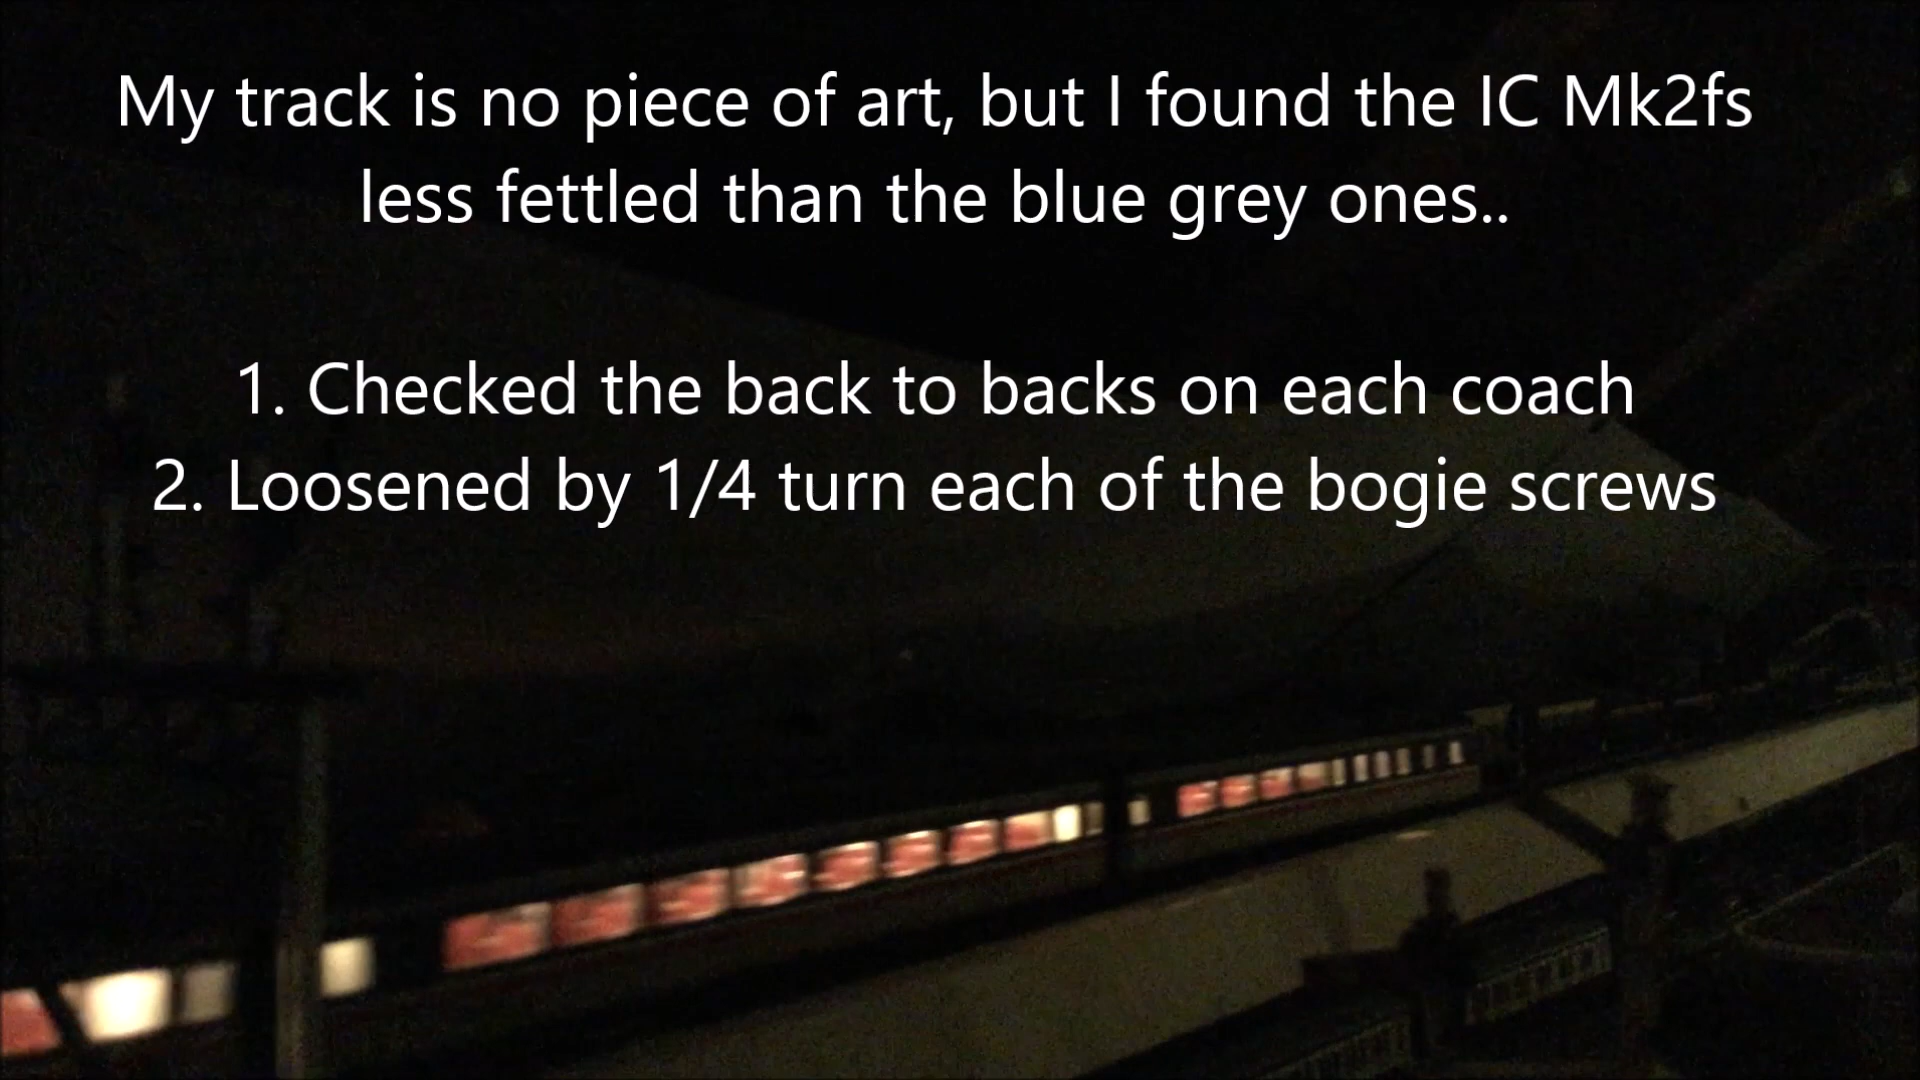 My track is no piece of art, but I found the IC Mk2fs
less fettled than the blue grey ones..
1. Checked the back to backs on each coach
2. Loosened by 1/4 turn each of the bogie screws